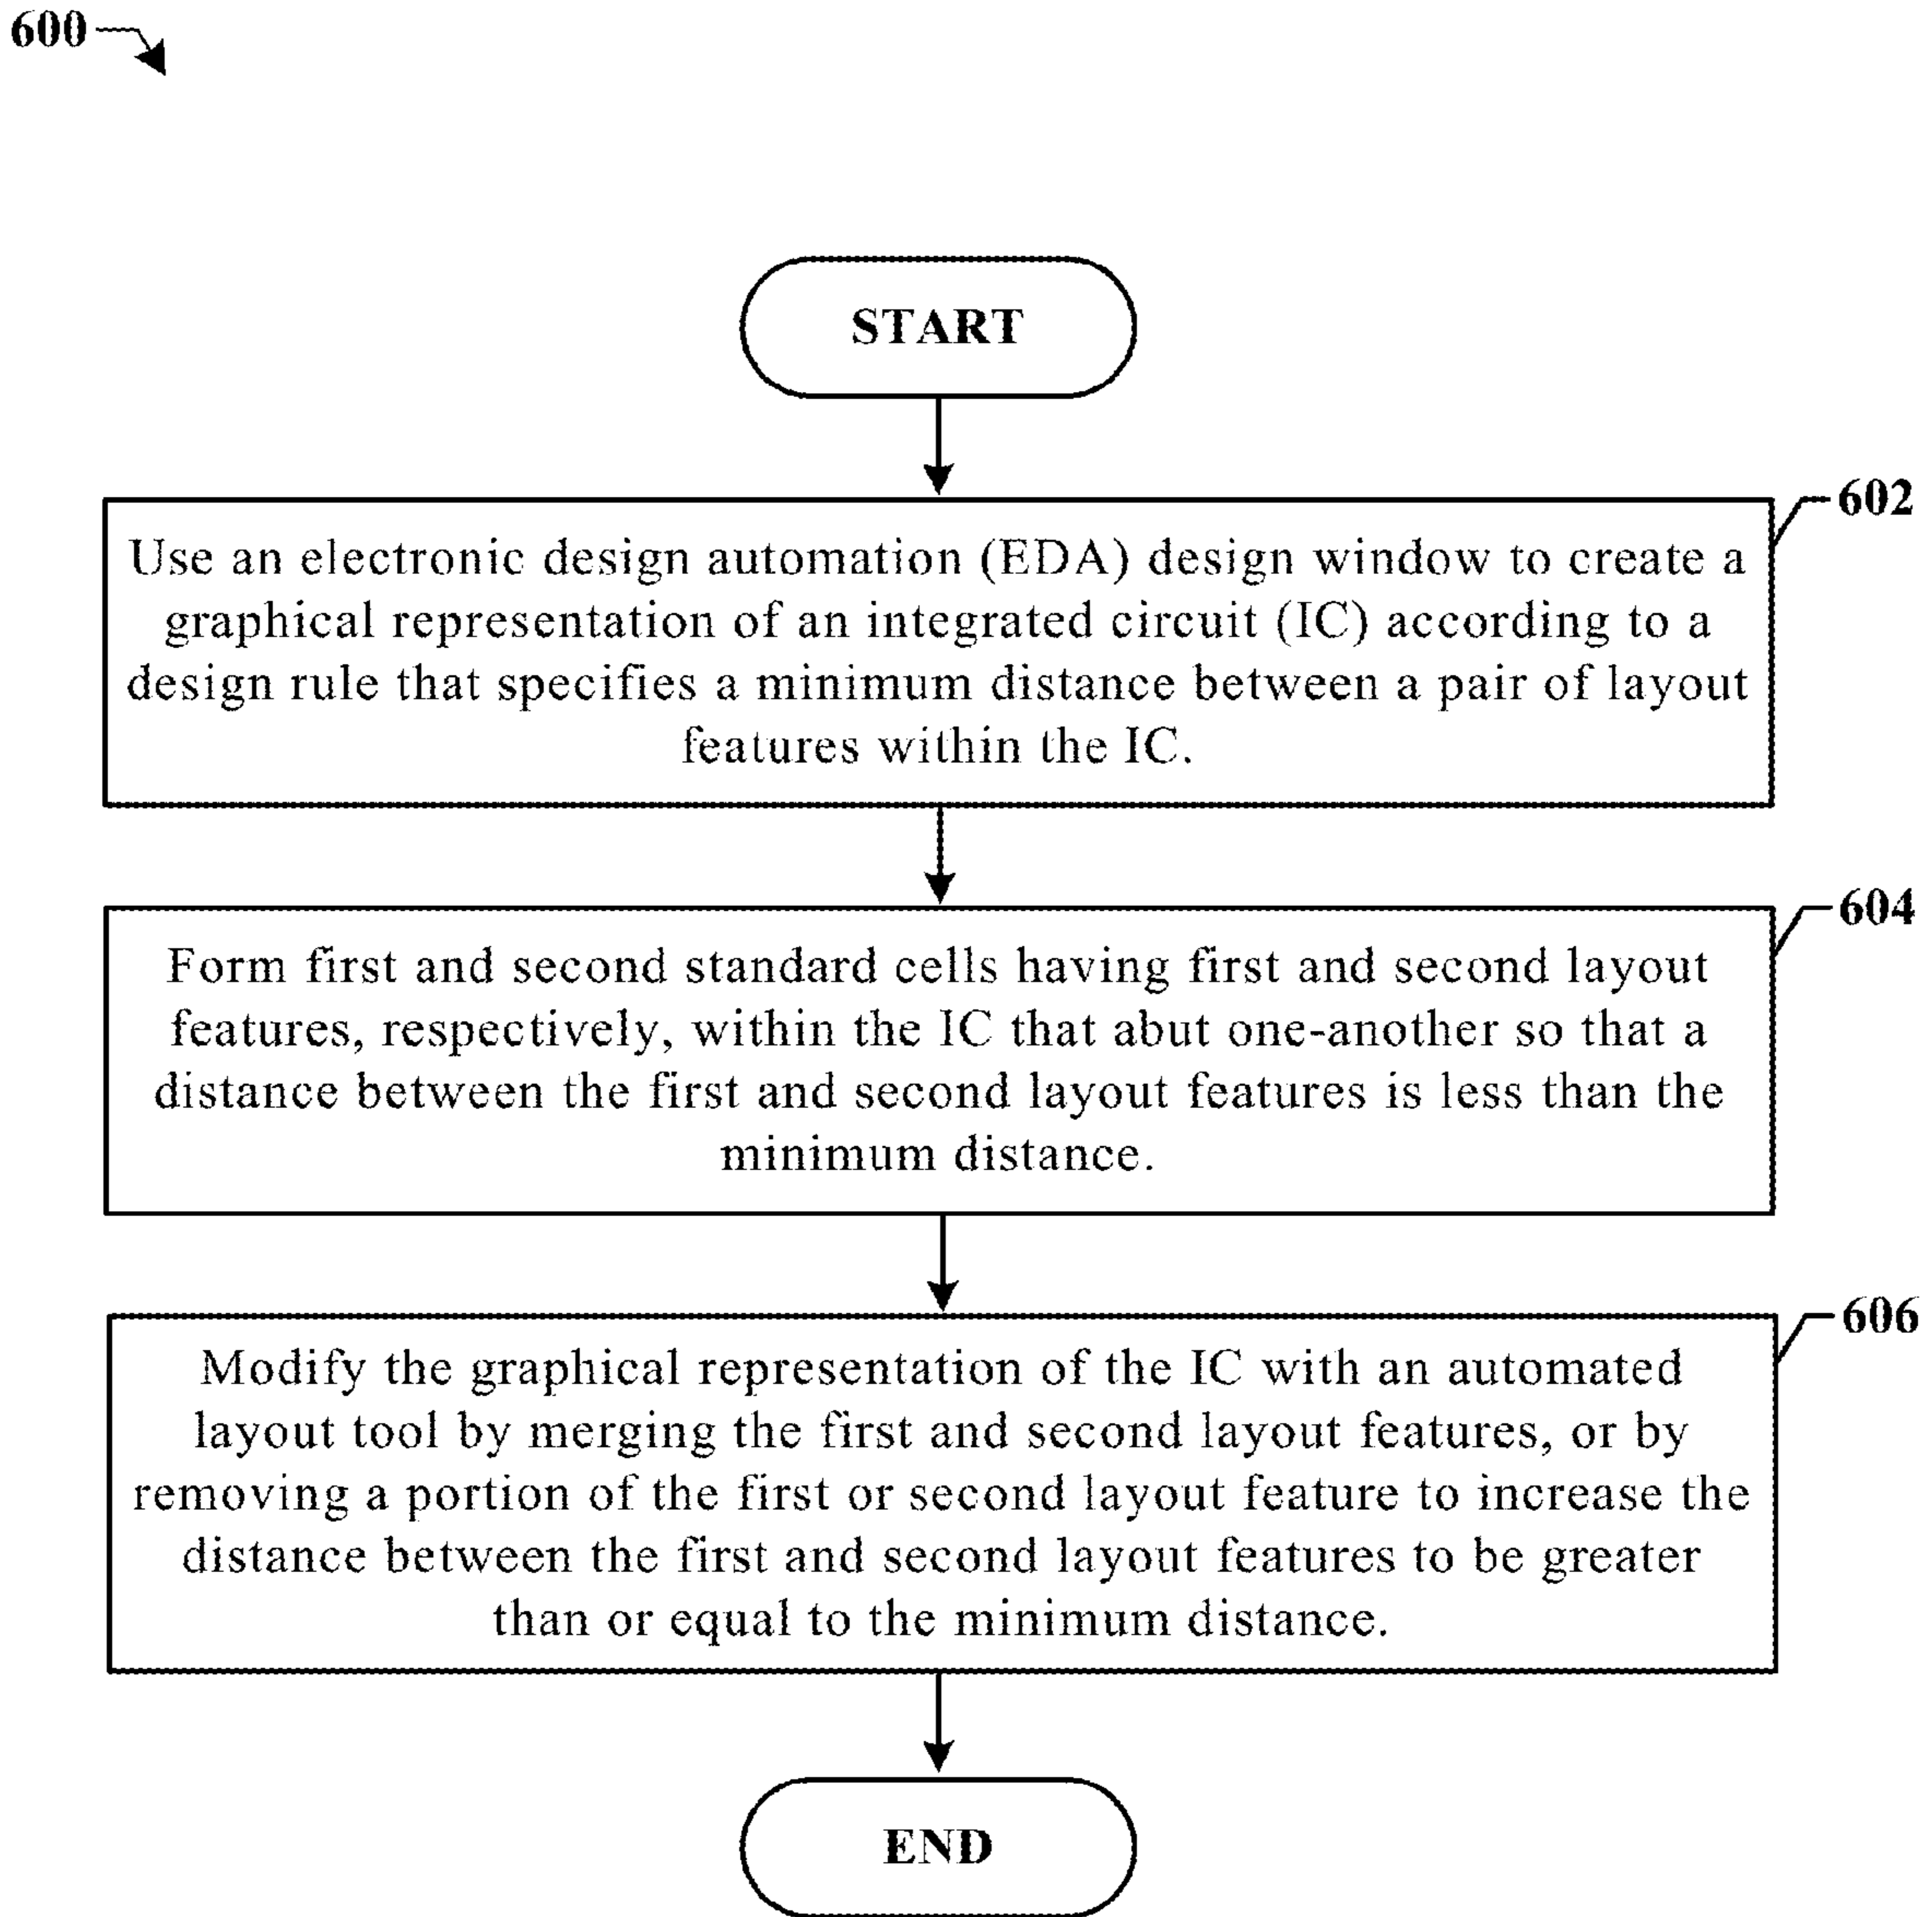 600
START
602
Use an electronic design automation (EDA) design window to create a
graphical representation of an integrated circuit (IC) according to a
design rule that specifies a minimum distance between a pair of layout
features within the IC.
604
Form first and second standard cells having first and second layout
features, respectively, within the IC that abut one-another so that a
distance between the first and second layout features is less than the
minimum distance.
606
Modify the graphical representation of the IC with an automated
layout tool by merging the first and second layout features, or by
removing a portion of the first or second layout feature to increase the
distance between the first and second layout features to be greater
than or equal to the minimum distance.
END